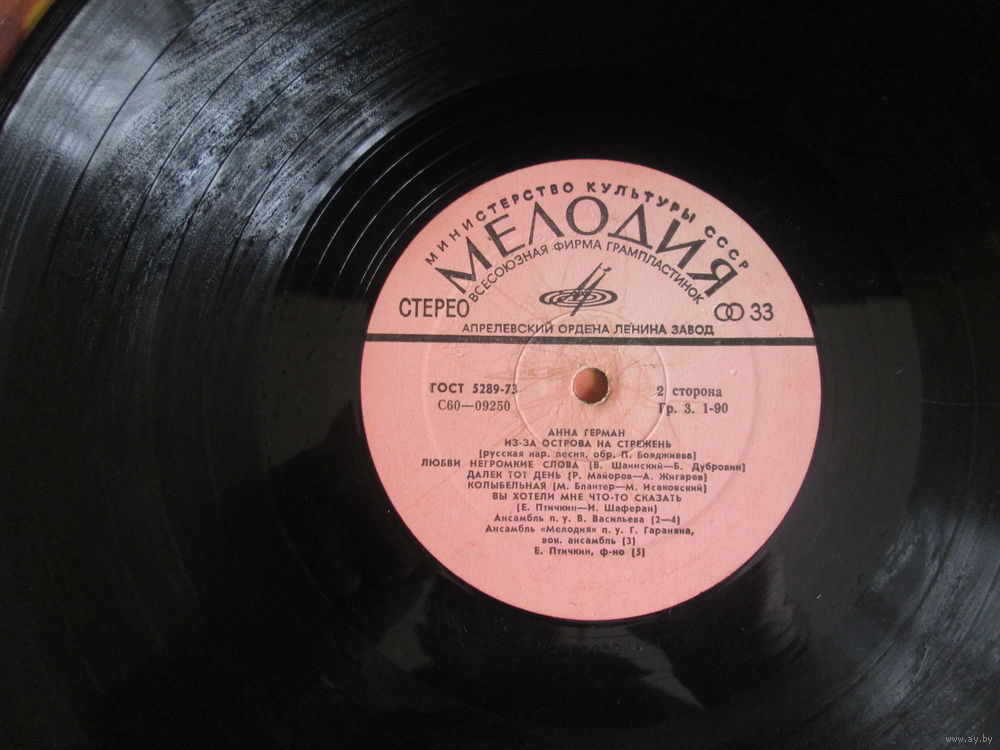 МИНИСТЕРСТВО КУЛЬТУРЫ СССР
МЕЛОДИЯ
ВСЕСОЮЗНАЯ ФИРМА ГРАМПЛАСТИНОК
СТЕРЕО
33
АПРЕЛЕВСКИЙ ОРДЕНА ЛЕНИНА ЗАВОД
ГОСТ 5289-73
2 сторона
С60—09250
Гр. 3. 1-90
АННА ГЕРМАН
ИЗ-ЗА ОСТРОВА НА СТРЕЖЕНЬ
[русская нар. песня, обр. П. Бояджиева]
ЛЮБВИ НЕГРОМКИЕ СЛОВА [В. Шаинский—Б. Дубровин]
ДАЛЕК ТОТ ДЕНЬ [Р. Майоров—А. Жигарев]
КОЛЫБЕЛЬНАЯ [М. Блантер—М. Исаковский]
ВЫ ХОТЕЛИ МНЕ ЧТО-ТО СКАЗАТЬ
[Е. Птичкин—И. Шаферан]
Ансамбль п. у. В. Васильева [2—4]
Ансамбль «Мелодия» п. у. Г. Гараняна,
вок. ансамбль [3]
Е. Птичкин, ф-но [5]
www.ay.by